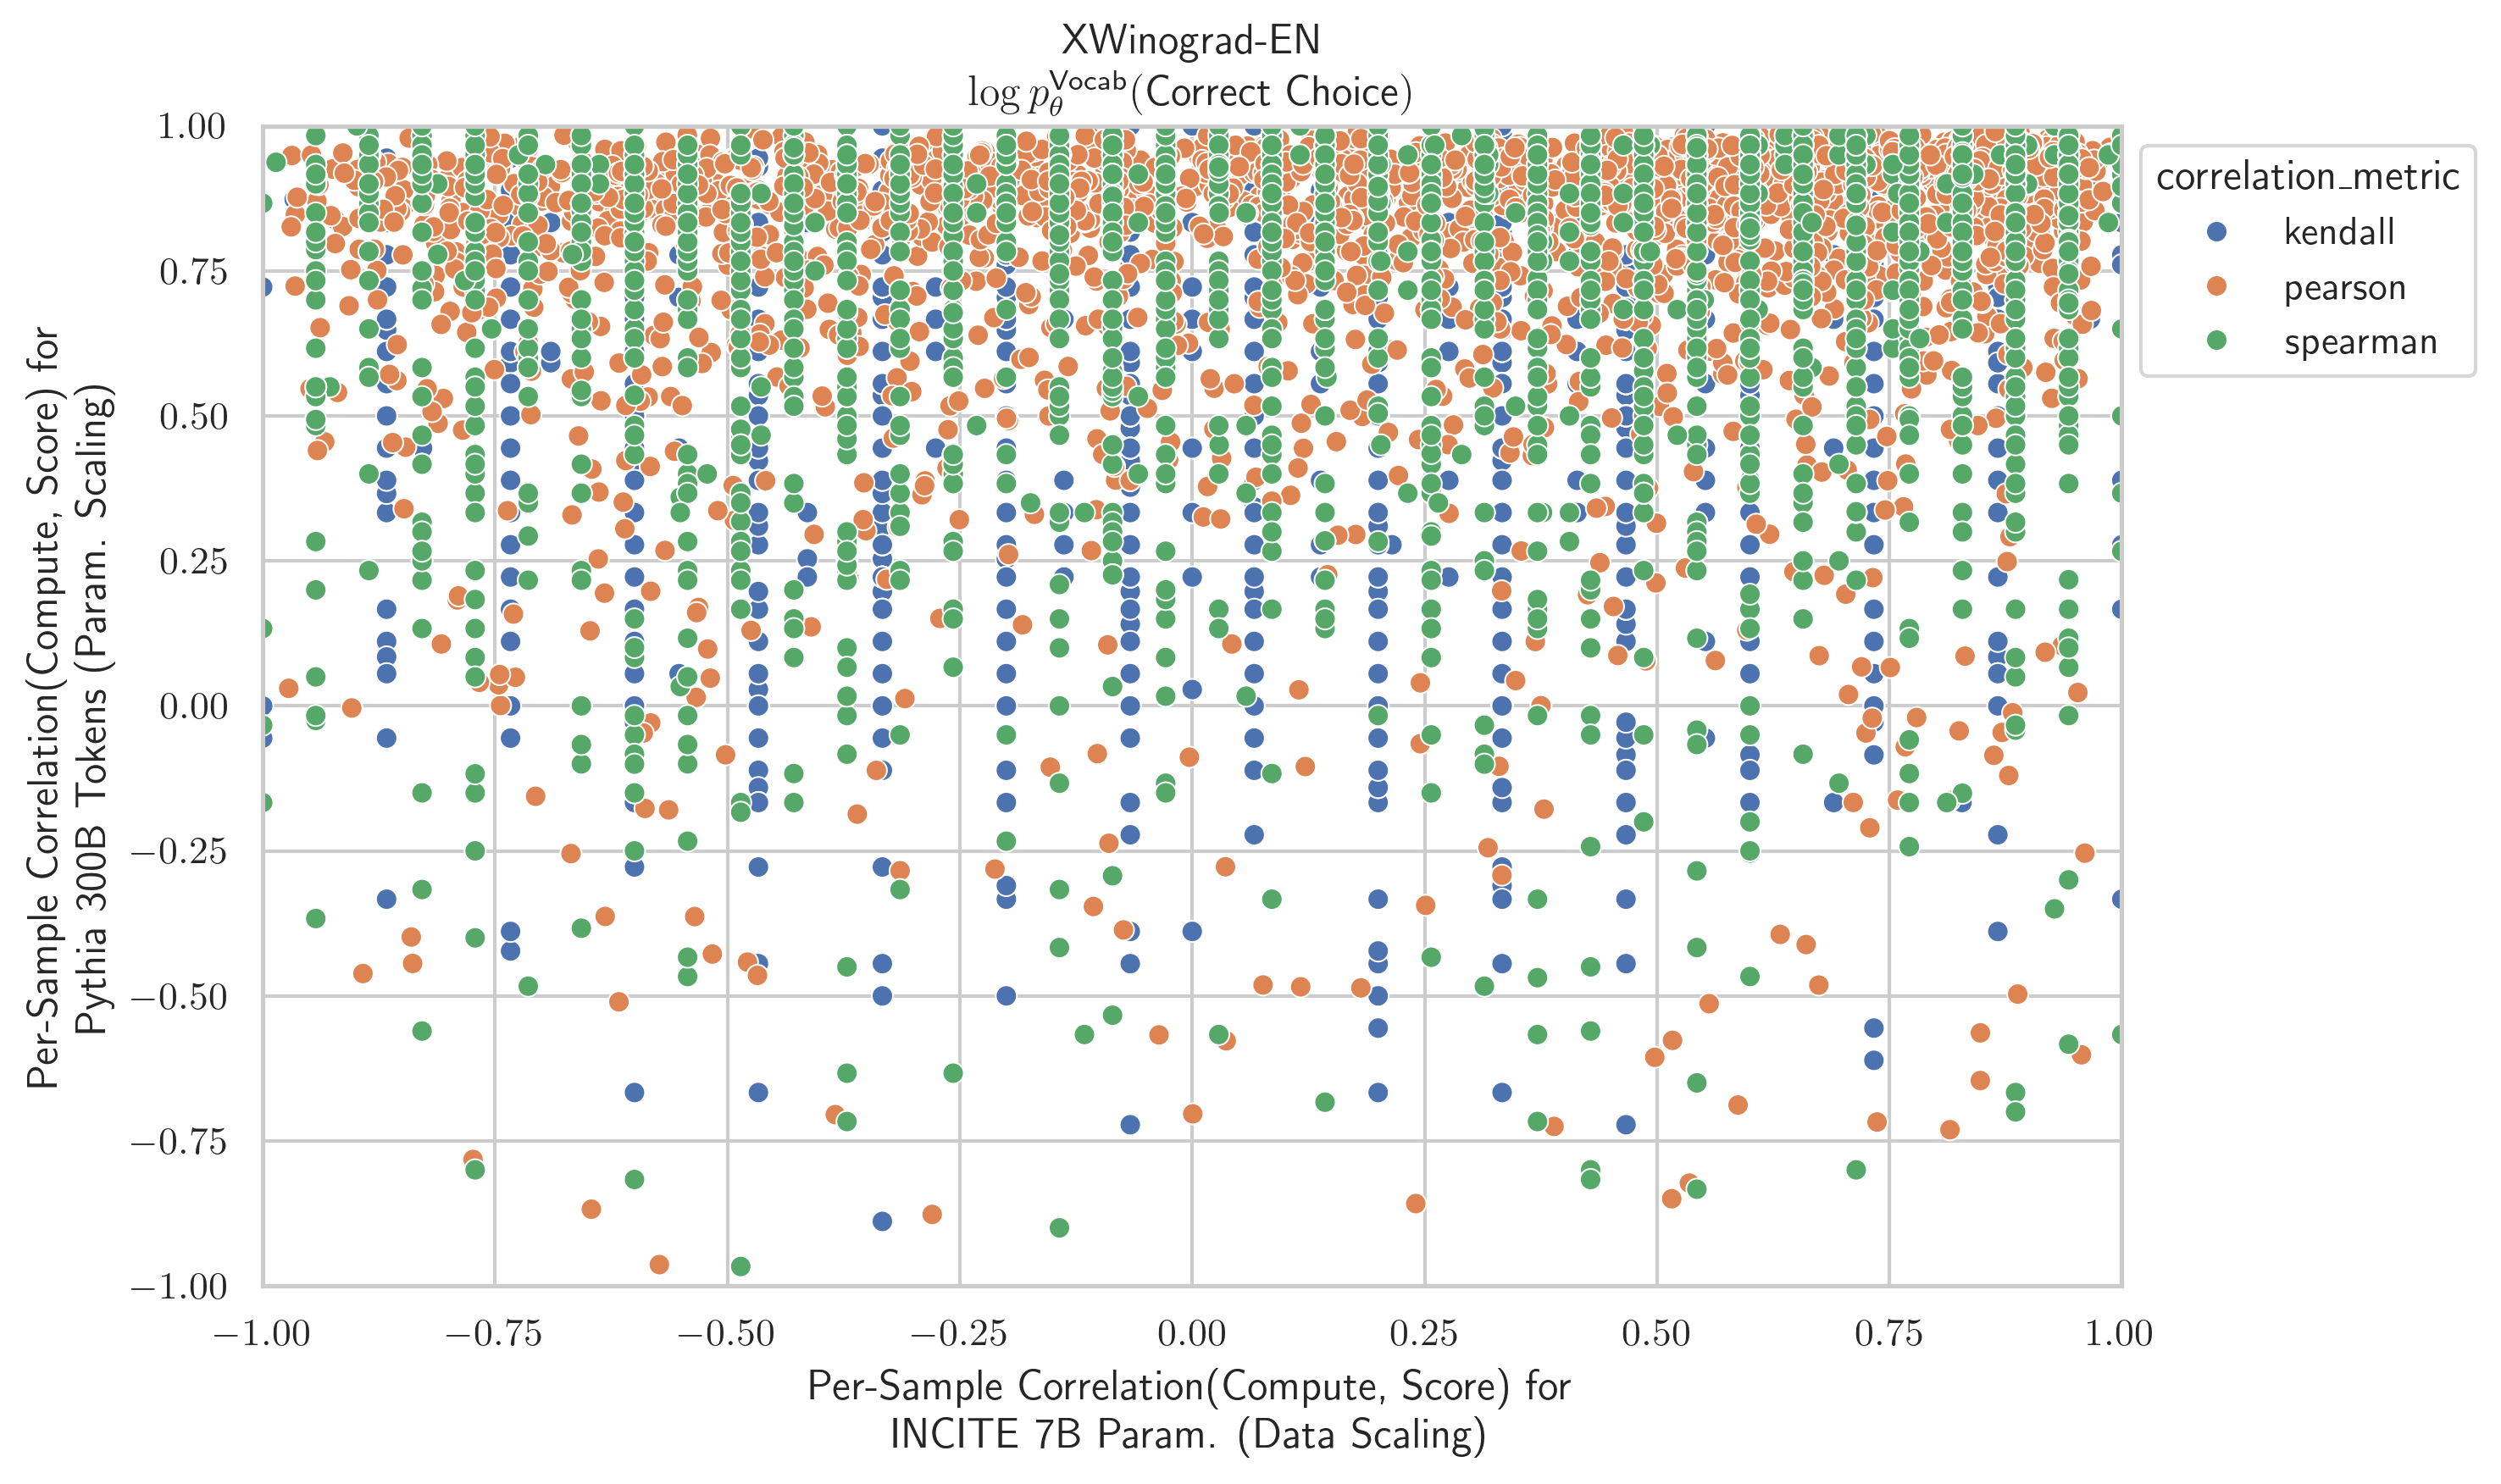 XWinograd-EN
log p_θ^Vocab(Correct Choice)
Per-Sample Correlation(Compute, Score) for
Pythia 300B Tokens (Param. Scaling)
1.00
0.75
0.50
0.25
0.00
−0.25
−0.50
−0.75
−1.00
correlation_metric
kendall
pearson
spearman
−1.00 −0.75 −0.50 −0.25 0.00 0.25 0.50 0.75 1.00
Per-Sample Correlation(Compute, Score) for
INCITE 7B Param. (Data Scaling)